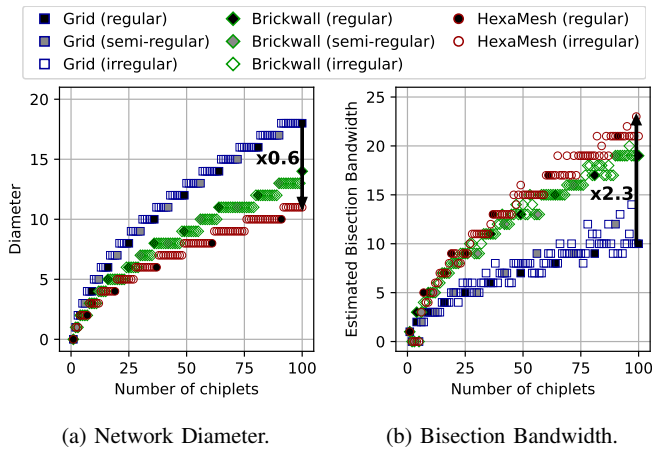 Grid (regular) Brickwall (regular) HexaMesh (regular)
Grid (semi-regular) Brickwall (semi-regular) HexaMesh (irregular)
Grid (irregular) Brickwall (irregular)
20
15
10
5
0
Diameter
x0.6
0 25 50 75 100
Number of chiplets
(a) Network Diameter.
25
20
15
10
5
0
Estimated Bisection Bandwidth
x2.3
0 25 50 75 100
Number of chiplets
(b) Bisection Bandwidth.